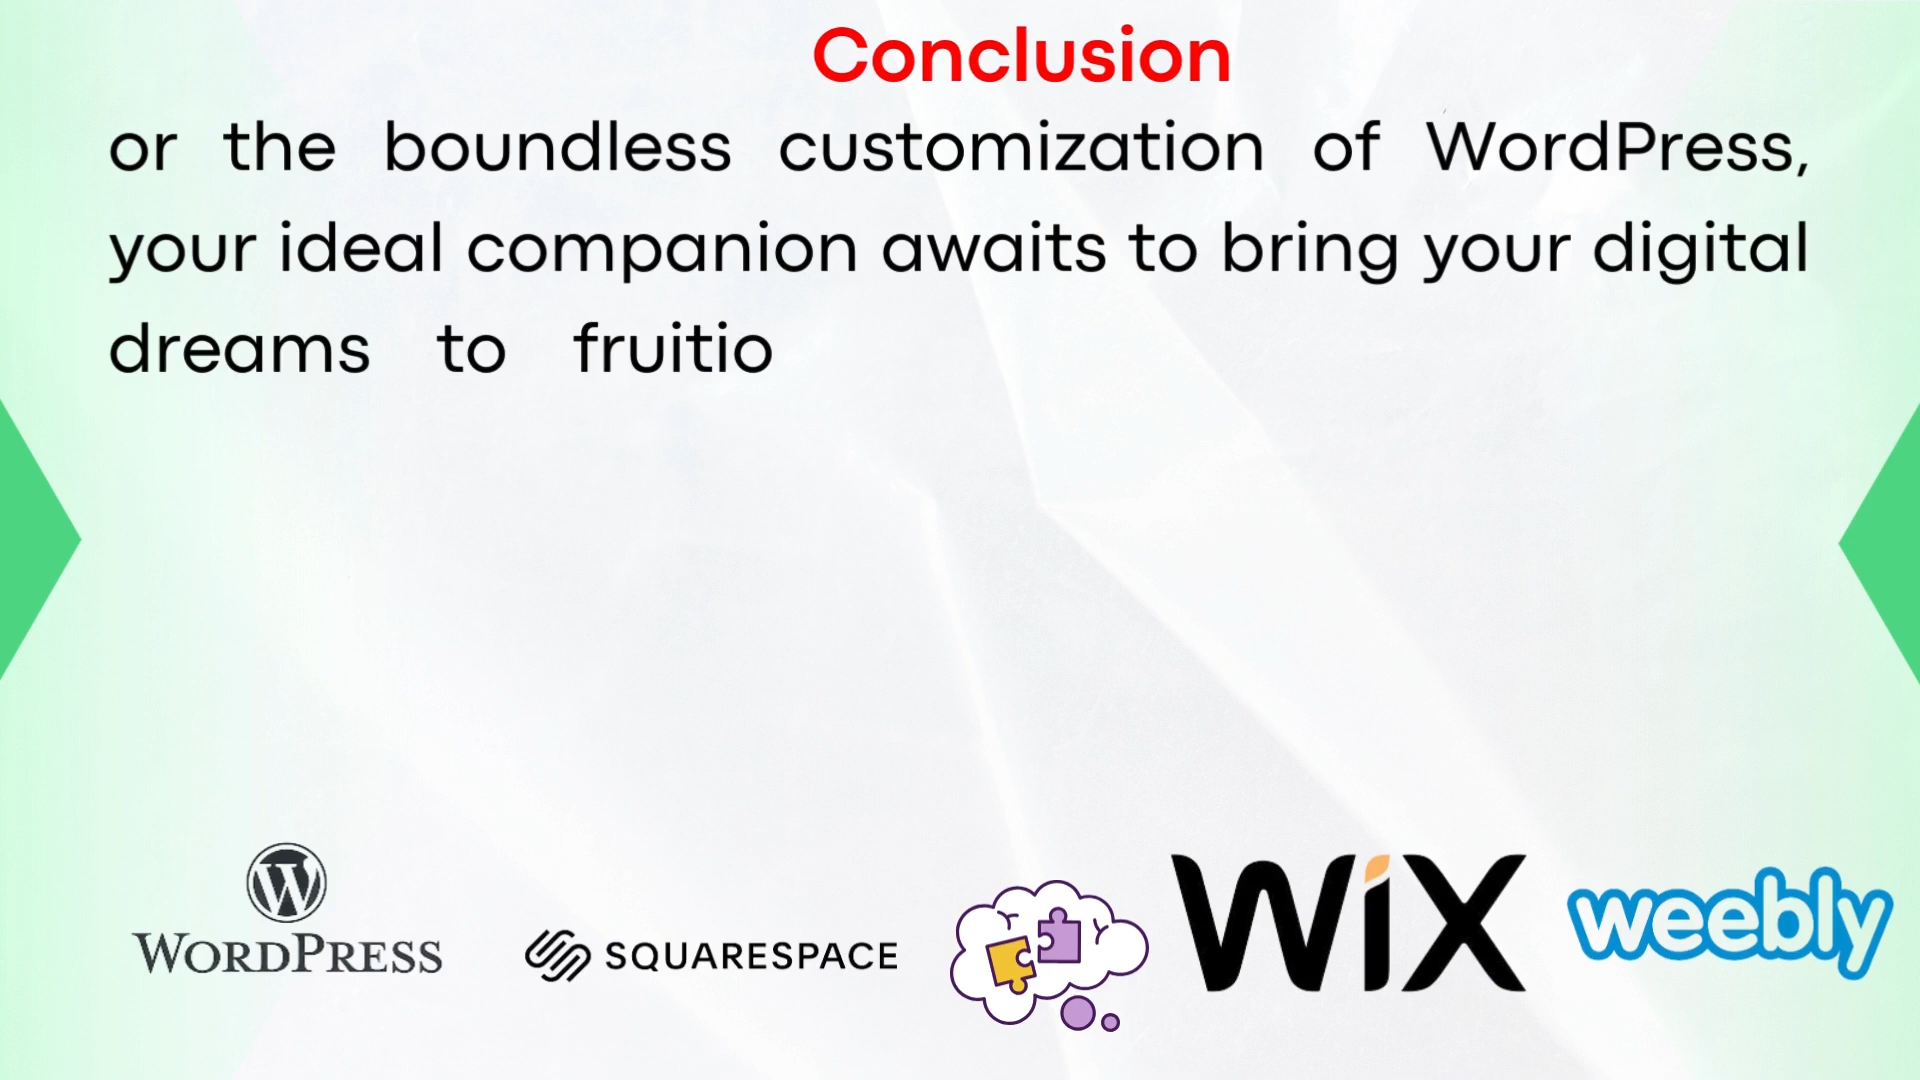 Conclusion
or the boundless customization of WordPress,
your ideal companion awaits to bring your digital
dreams to fruitio
W
WORDPRESS
SQUARESPACE
WiX
weebly